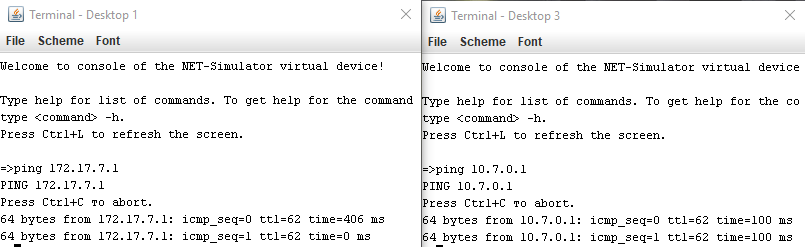 Terminal - Desktop 1
File Scheme Font
Welcome to console of the NET-Simulator virtual device!
Type help for list of commands. To get help for the command
type <command> -h.
Press Ctrl+L to refresh the screen.
=>ping 172.17.7.1
PING 172.17.7.1
Press Ctrl+C то abort.
64 bytes from 172.17.7.1: icmp_seq=0 ttl=62 time=406 ms
64 bytes from 172.17.7.1: icmp_seq=1 ttl=62 time=0 ms
Terminal - Desktop 3
File Scheme Font
Welcome to console of the NET-Simulator virtual device
Type help for list of commands. To get help for the co
type <command> -h.
Press Ctrl+L to refresh the screen.
=>ping 10.7.0.1
PING 10.7.0.1
Press Ctrl+C то abort.
64 bytes from 10.7.0.1: icmp_seq=0 ttl=62 time=100 ms
64 bytes from 10.7.0.1: icmp_seq=1 ttl=62 time=100 ms